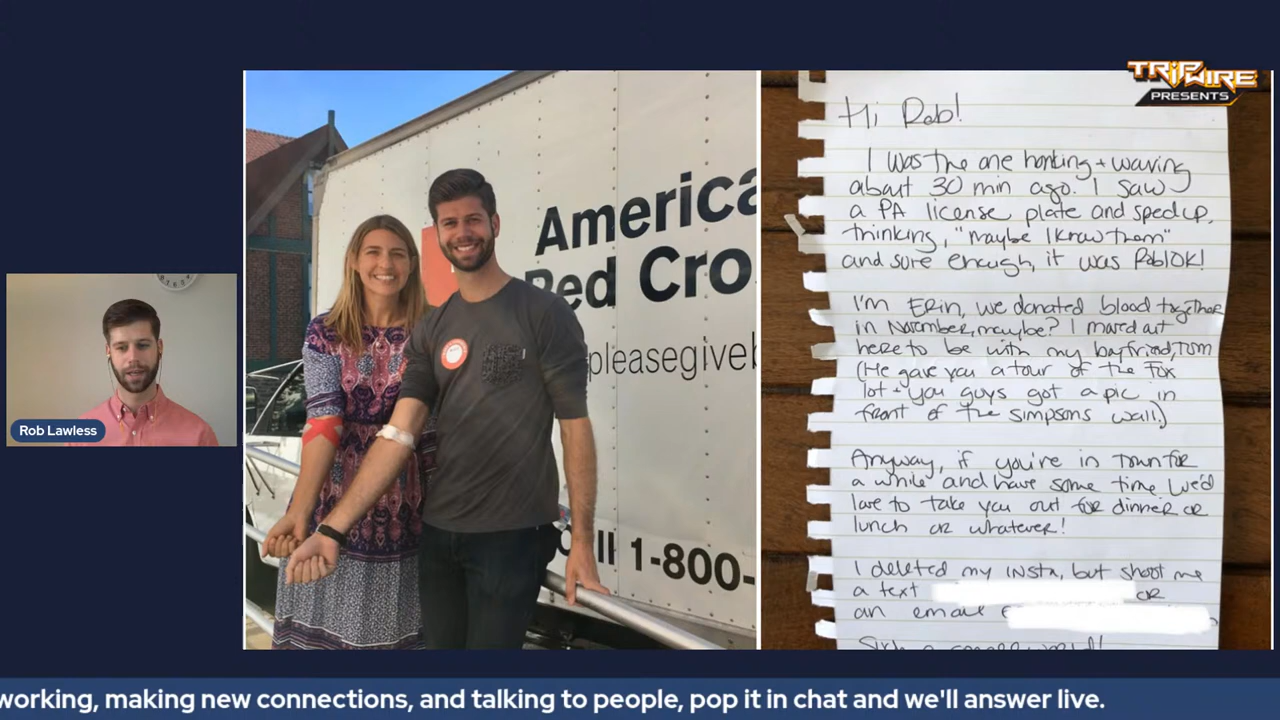 TRIPWIRE
PRESENTS
Rob Lawless
America
Red Cro
pleasegiveb
ll 1-800-
Hi Rob!
I was the one honking + waving
about 30 min ago. I saw
a PA license plate and sped up,
thinking, "maybe I know them"
and sure enough, it was Rob10K!
I'm Erin, we donated blood together
in November, maybe? I moved out
here to be with my boyfriend, Tom
(He gave you a tour of the Fox
lot + you guys got a pic in
front of the Simpsons wall)
Anyway, if you're in town for
a while and have some time we'd
love to take you out for dinner or
lunch or whatever!
I deleted my insta, but shoot me
a text or
an email
Such a small world!
working, making new connections, and talking to people, pop it in chat and we'll answer live.